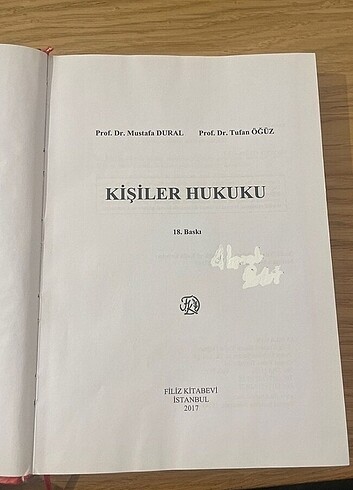 Prof. Dr. Mustafa DURAL Prof. Dr. Tufan ÖĞÜZ
KİŞİLER HUKUKU
18. Baskı
FİLİZ KİTABEVİ
İSTANBUL
2017